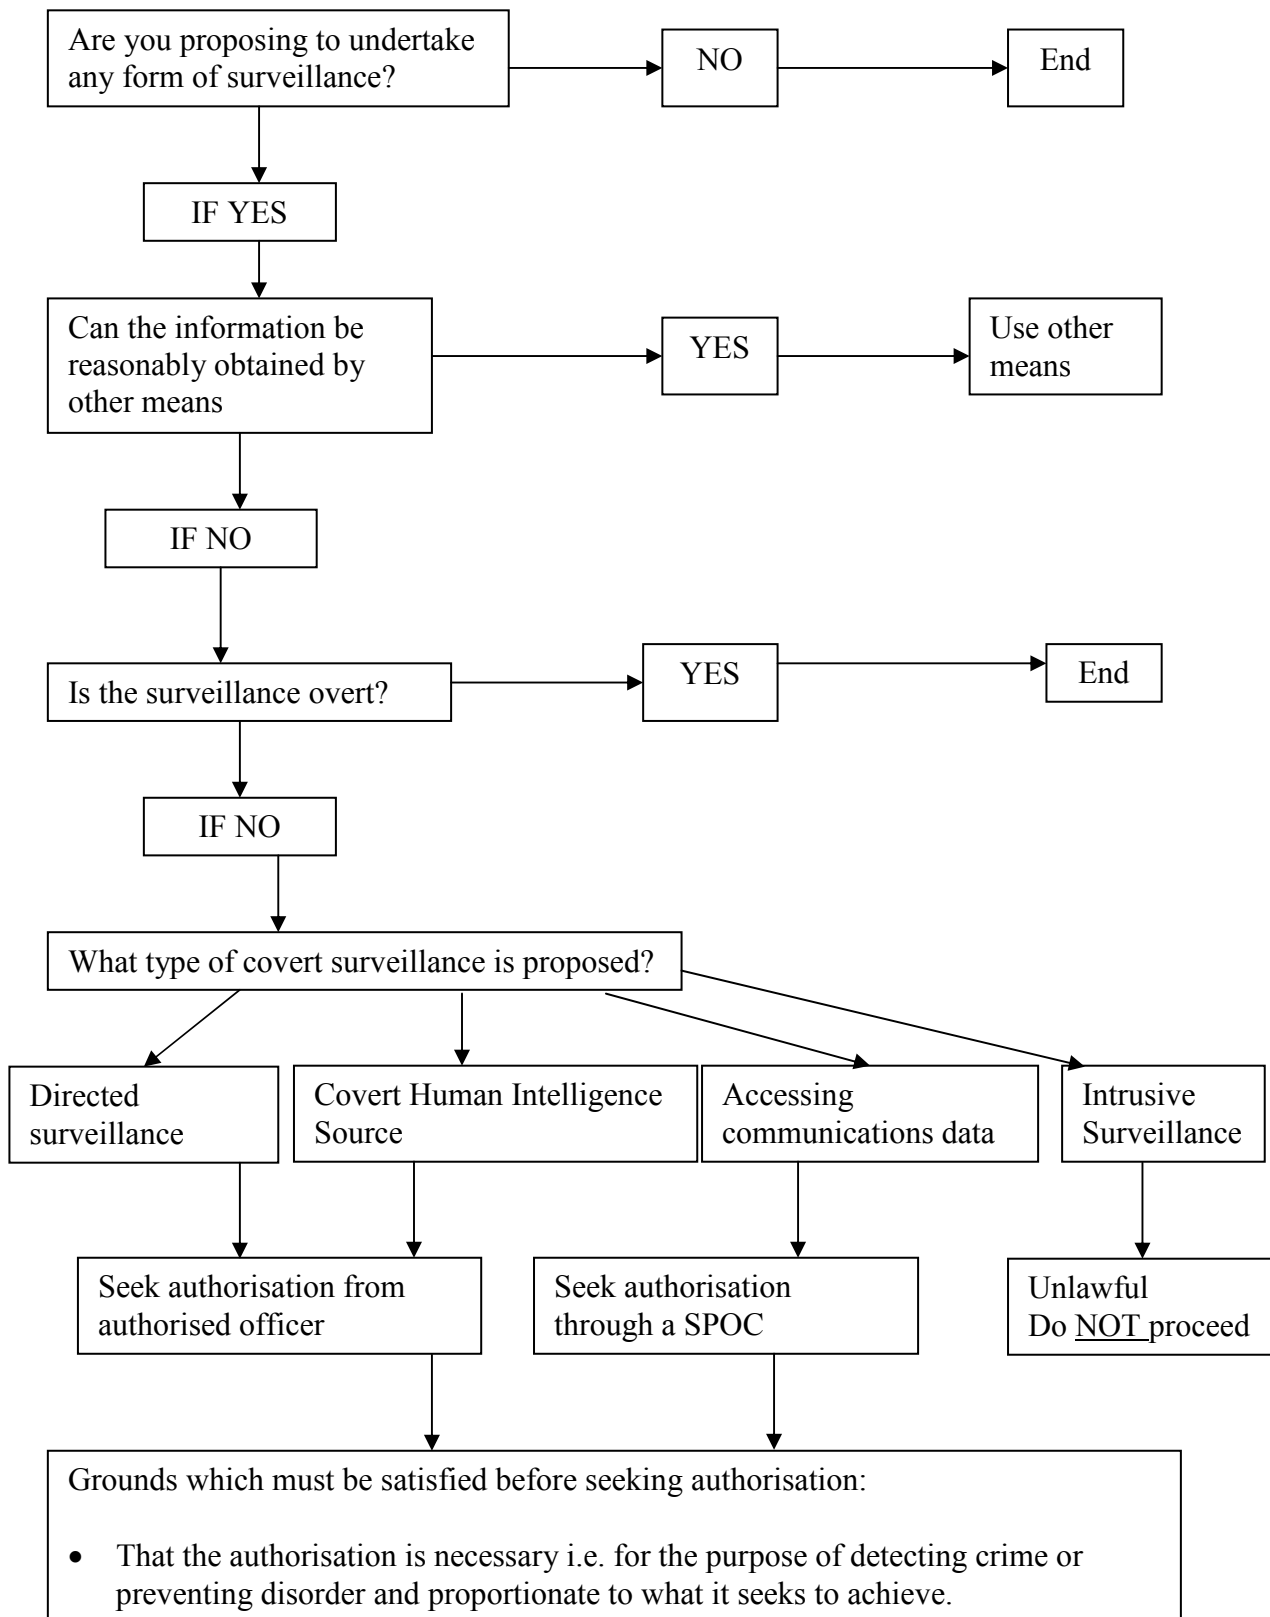 Are you proposing to undertake
any form of surveillance?
NO
End
IF YES
Can the information be
reasonably obtained by
other means
YES
Use other
means
IF NO
Is the surveillance overt?
YES
End
IF NO
What type of covert surveillance is proposed?
Directed
surveillance
Covert Human Intelligence
Source
Accessing
communications data
Intrusive
Surveillance
Seek authorisation from
authorised officer
Seek authorisation
through a SPOC
Unlawful
Do NOT proceed
Grounds which must be satisfied before seeking authorisation:
• That the authorisation is necessary i.e. for the purpose of detecting crime or
preventing disorder and proportionate to what it seeks to achieve.